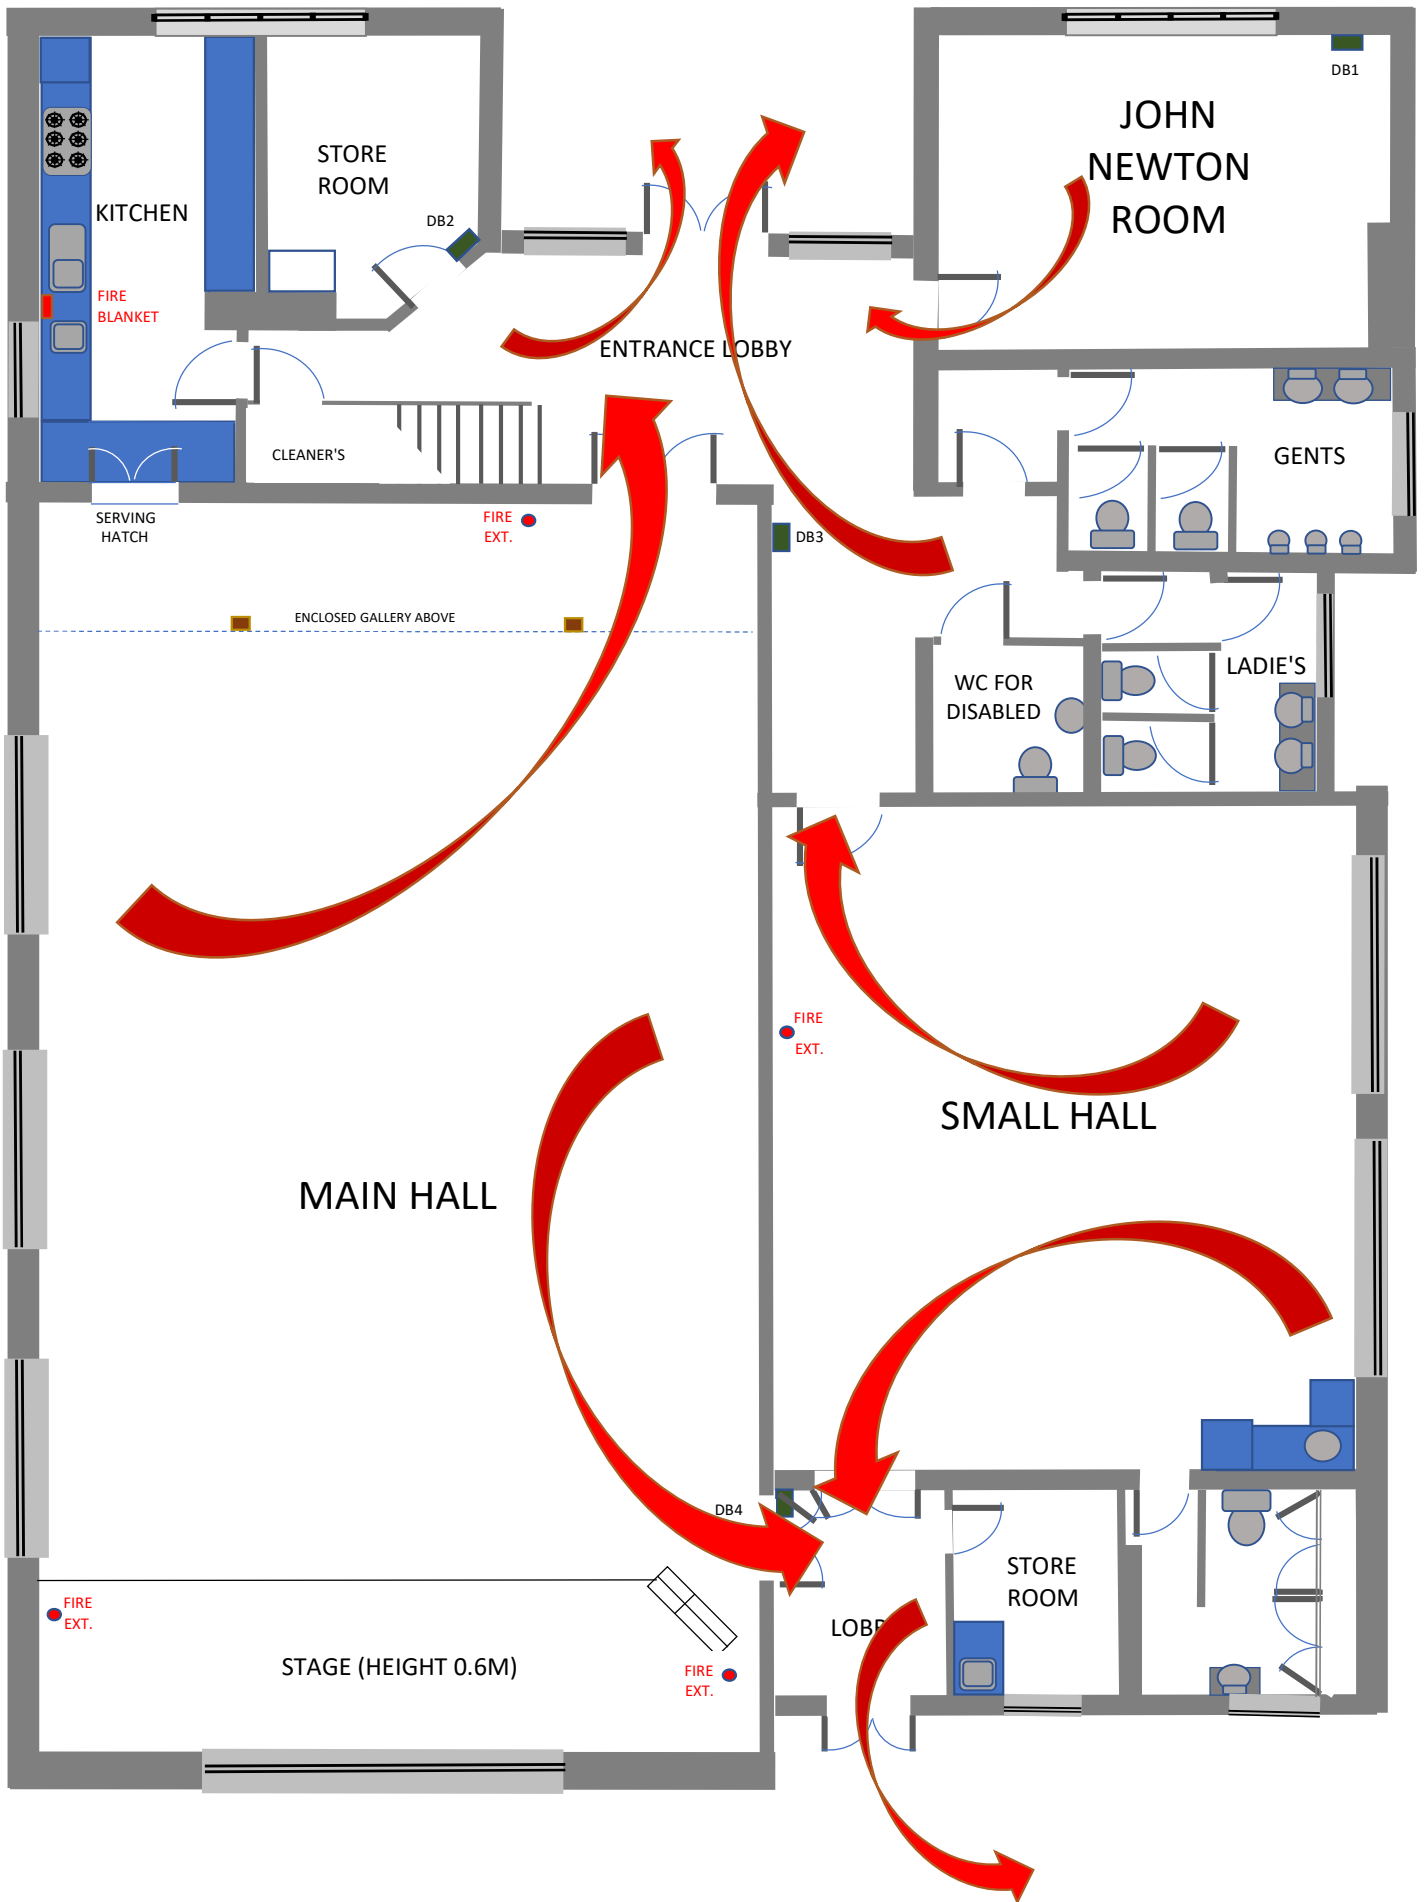 DB1
JOHN
NEWTON
ROOM
STORE
ROOM
KITCHEN
DB2
FIRE
BLANKET
ENTRANCE LOBBY
CLEANER'S
GENTS
SERVING
HATCH
FIRE
EXT.
DB3
ENCLOSED GALLERY ABOVE
LADIE'S
WC FOR
DISABLED
FIRE
EXT.
SMALL HALL
MAIN HALL
DB4
STORE
ROOM
FIRE
EXT.
LOBB
STAGE (HEIGHT 0.6M)
FIRE
EXT.